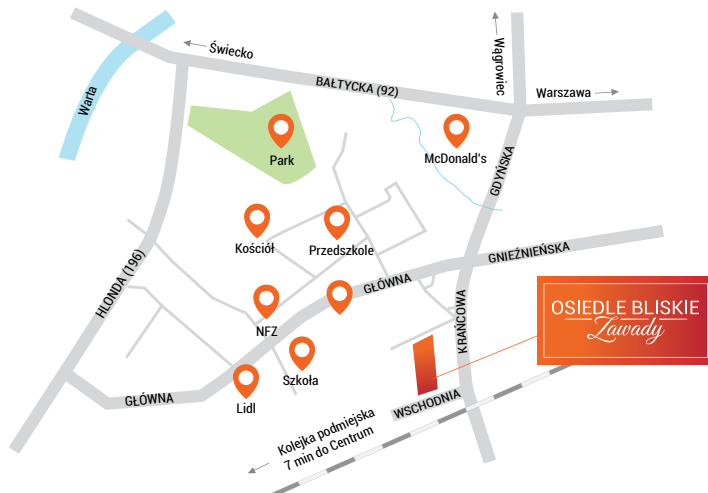 Świecko
Wągrowiec
Warszawa
BAŁTYCKA (92)
Warta
Park
McDonald's
GDYŃSKA
Kościół
Przedszkole
GNIEŹNIEŃSKA
HLONDA (196)
GŁÓWNA
NFZ
KRAŃCOWA
OSIEDLE BLISKIE
Zawady
Szkoła
GŁÓWNA
Lidl
WSCHODNIA
Kolejka podmiejska
7 min do Centrum